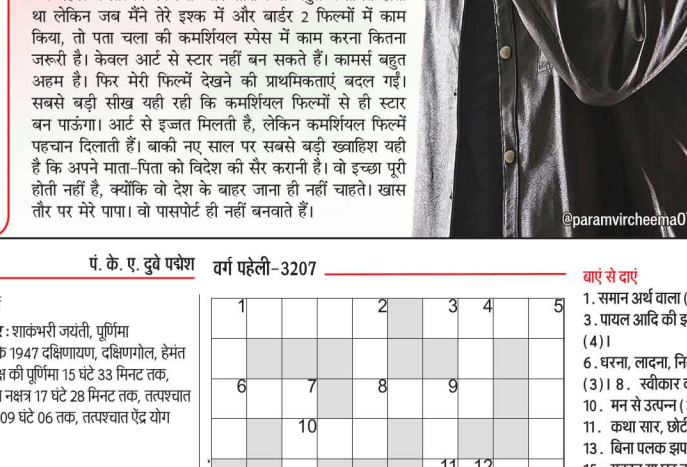 था लेकिन जब मैंने तेरे इश्क में और बार्डर 2 फिल्मों में काम
किया, तो पता चला की कमर्शियल स्पेस में काम करना कितना
जरूरी है। केवल आर्ट से स्टार नहीं बन सकते हैं। कामर्स बहुत
अहम है। फिर मेरी फिल्में देखने की प्राथमिकताएं बदल गईं।
सबसे बड़ी सीख यही रही कि कमर्शियल फिल्मों से ही स्टार
बन पाऊंगा। आर्ट से इज्जत मिलती है, लेकिन कमर्शियल फिल्में
पहचान दिलाती हैं। बाकी नए साल पर सबसे बड़ी ख्वाहिश यही
है कि अपने माता-पिता को विदेश की सैर करानी है। वो इच्छा पूरी
होती नहीं है, क्योंकि वो देश के बाहर जाना ही नहीं चाहते। खास
तौर पर मेरे पापा। वो पासपोर्ट ही नहीं बनवाते हैं।
@paramvircheema0
पं. के. ए. दुबे पद्मेश
: शाकंभरी जयंती, पूर्णिमा
1947 दक्षिणायण, दक्षिणगोल, हेमंत
की पूर्णिमा 15 घंटे 33 मिनट तक,
नक्षत्र 17 घंटे 28 मिनट तक, तत्पश्चात
09 घंटे 06 तक, तत्पश्चात ऐंद्र योग
वर्ग पहेली-3207
1 2 3 4 5
6 7 8 9
10
11 12
बाएं से दाएं
1. समान अर्थ वाला (
3. पायल आदि की
(4)।
6. धरना, लादना,
(3)। 8. स्वीकार
10. मन से उत्पन्न (
11. कथा सार,
13. बिना पलक